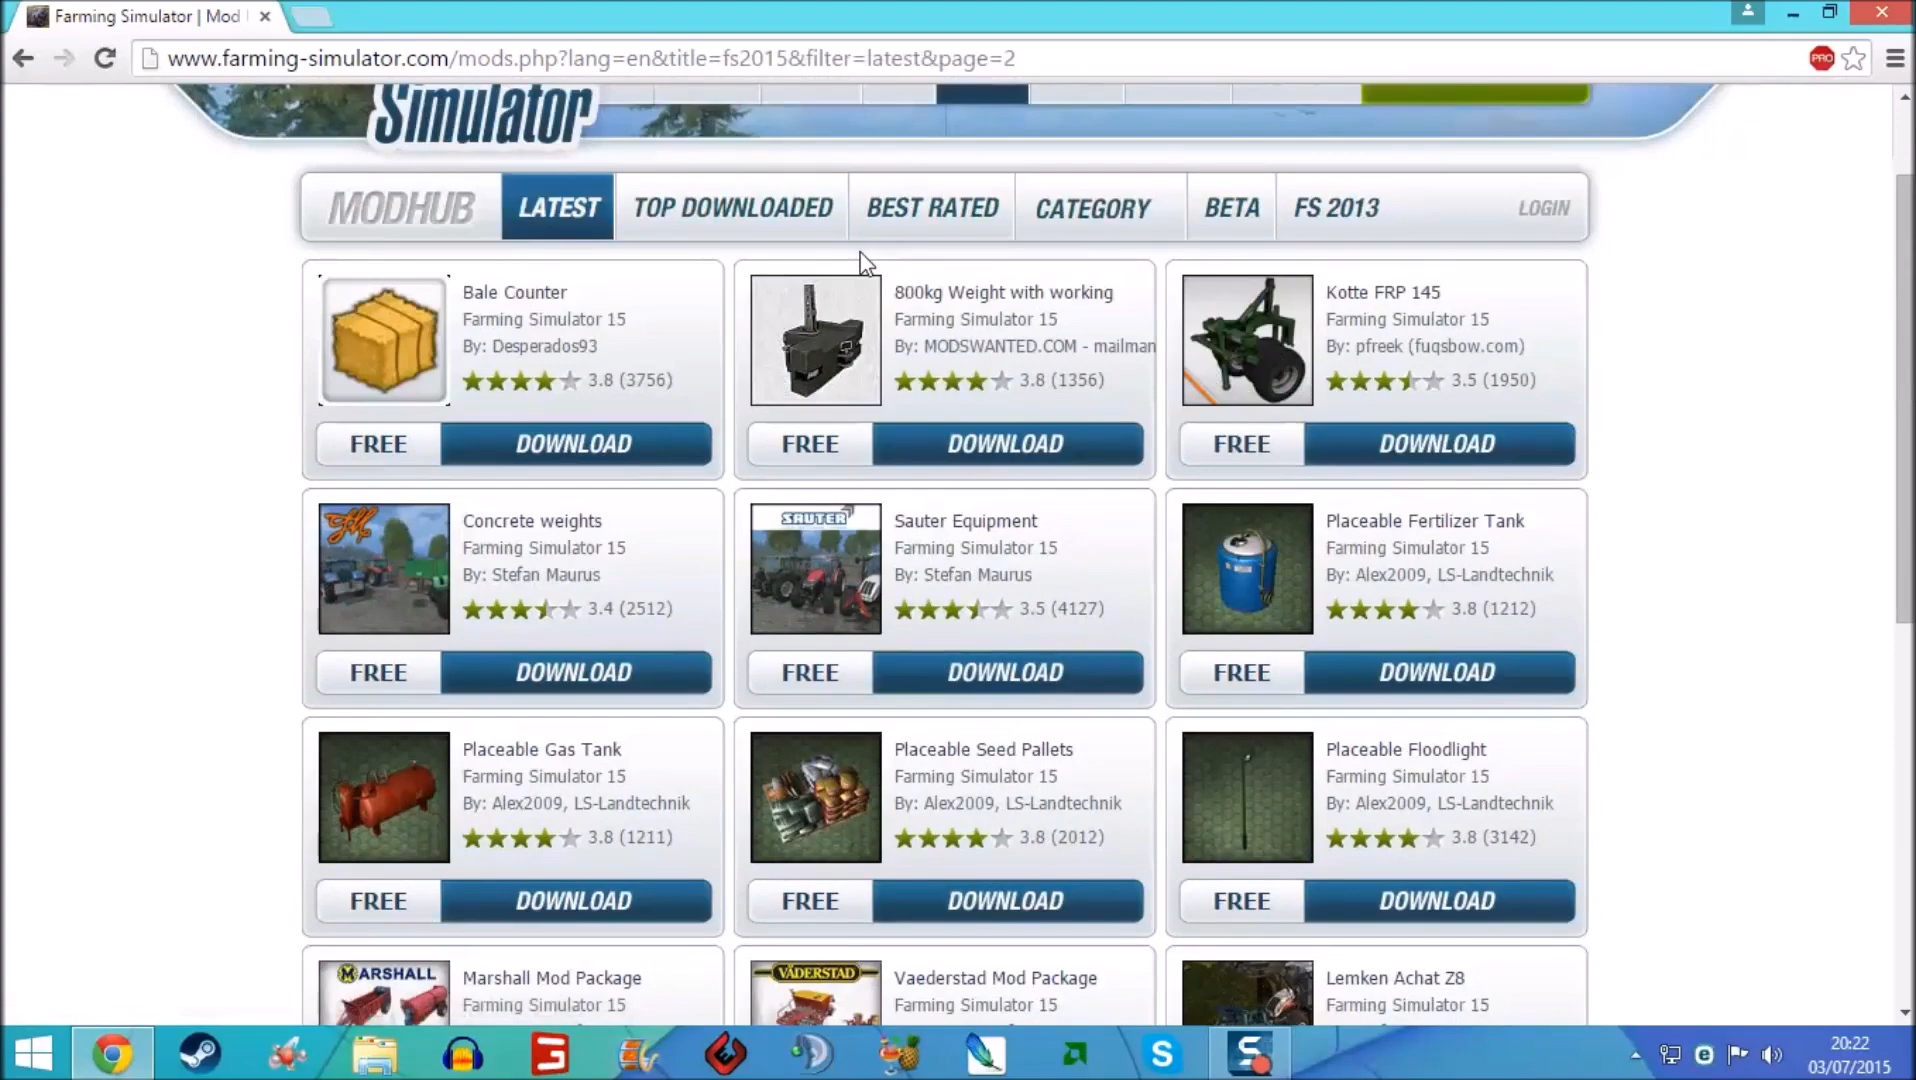 Farming Simulator | Mod
www.farming-simulator.com/mods.php?lang=en&title=fs2015&filter=latest&page=2
PRO
Simulator
MODHUB LATEST TOP DOWNLOADED BEST RATED CATEGORY BETA FS 2013 LOGIN
Bale Counter
Farming Simulator 15
By: Desperados93
3.8 (3756)
FREE DOWNLOAD
800kg Weight with working
Farming Simulator 15
By: MODSWANTED.COM - mailman
3.8 (1356)
FREE DOWNLOAD
Kotte FRP 145
Farming Simulator 15
By: pfreek (fuqsbow.com)
3.5 (1950)
FREE DOWNLOAD
Concrete weights
Farming Simulator 15
By: Stefan Maurus
3.4 (2512)
FREE DOWNLOAD
SAUTER
Sauter Equipment
Farming Simulator 15
By: Stefan Maurus
3.5 (4127)
FREE DOWNLOAD
Placeable Fertilizer Tank
Farming Simulator 15
By: Alex2009, LS-Landtechnik
3.8 (1212)
FREE DOWNLOAD
Placeable Gas Tank
Farming Simulator 15
By: Alex2009, LS-Landtechnik
3.8 (1211)
FREE DOWNLOAD
Placeable Seed Pallets
Farming Simulator 15
By: Alex2009, LS-Landtechnik
3.8 (2012)
FREE DOWNLOAD
Placeable Floodlight
Farming Simulator 15
By: Alex2009, LS-Landtechnik
3.8 (3142)
FREE DOWNLOAD
MARSHALL
Marshall Mod Package
Farming Simulator 15
VÄDERSTAD
Vaederstad Mod Package
Farming Simulator 15
Lemken Achat Z8
Farming Simulator 15
20:22
03/07/2015